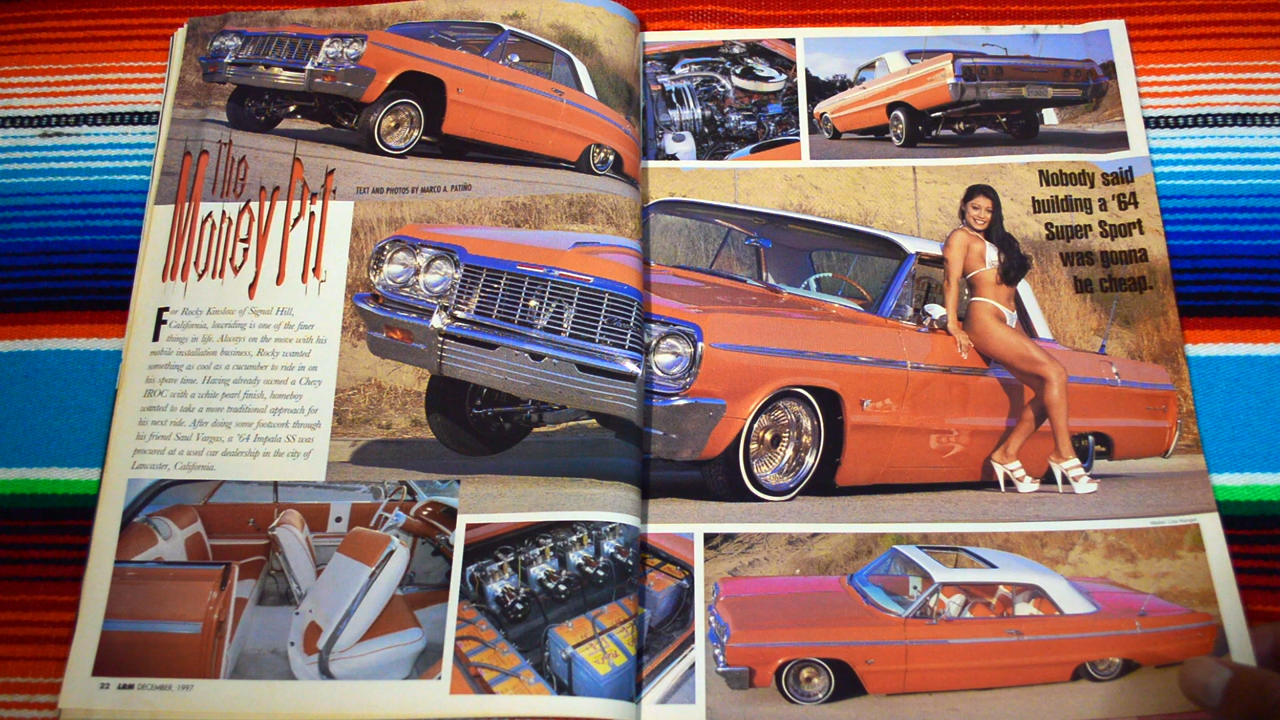 The
Money Pit
TEXT AND PHOTOS BY MARCO A. PATIÑO
For Rocky Kinslow of Signal Hill,
California, lowriding is one of the finer
things in life. Always on the move with his
mobile installation business, Rocky wanted
something as cool as a cucumber to ride in on
his spare time. Having already owned a Chevy
IROC with a white pearl finish, homeboy
wanted to take a more traditional approach for
his next ride. After doing some footwork through
his friend Saul Vargas, a '64 Impala SS was
procured at a used car dealership in the city of
Lancaster, California.
Nobody said
building a '64
Super Sport
was gonna
be cheap.
22 LRM DECEMBER, 1997